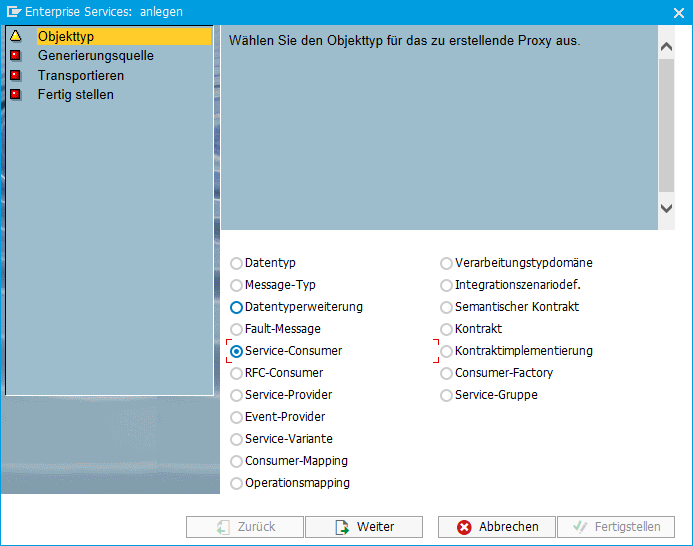 Enterprise Services: anlegen
Objekttyp
Generierungsquelle
Transportieren
Fertig stellen
Wählen Sie den Objekttyp für das zu erstellende Proxy aus.
Datentyp
Message-Typ
Datentyperweiterung
Fault-Message
Service-Consumer
RFC-Consumer
Service-Provider
Event-Provider
Service-Variante
Consumer-Mapping
Operationsmapping
Verarbeitungstypdomäne
Integrationszenariodef.
Semantischer Kontrakt
Kontrakt
Kontraktimplementierung
Consumer-Factory
Service-Gruppe
Zurück
Weiter
Abbrechen
Fertigstellen